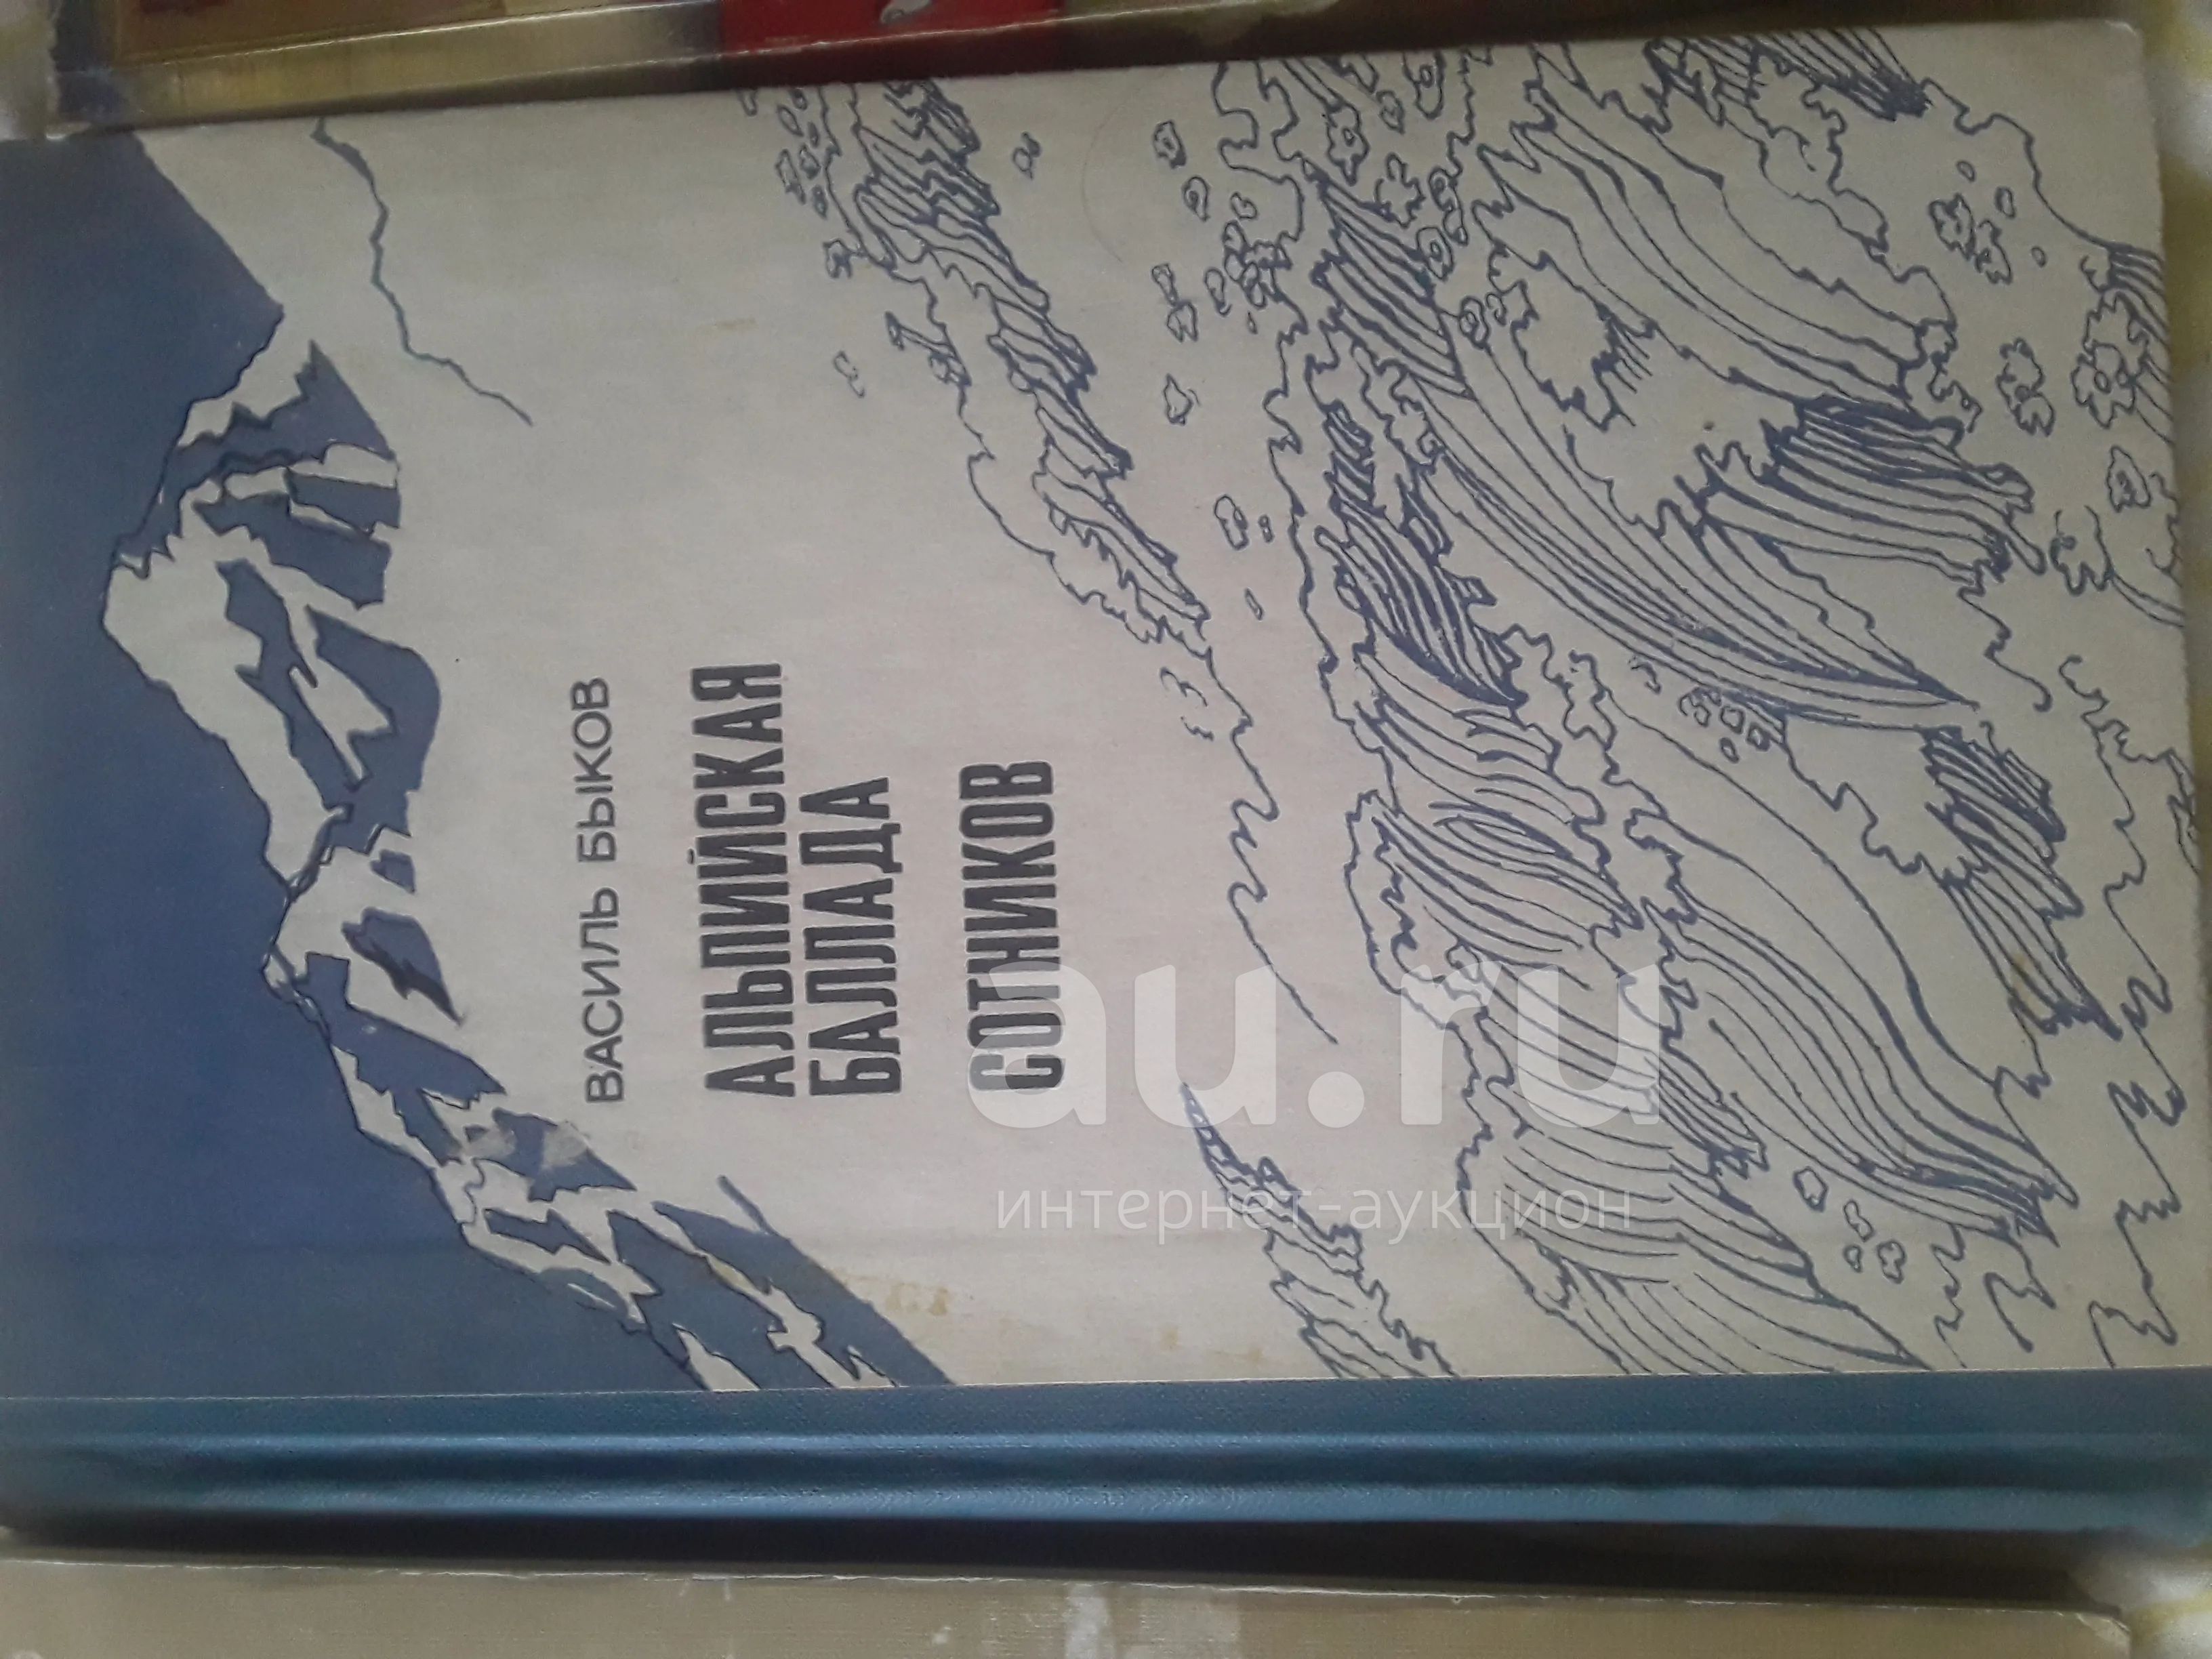 ВАСИЛЬ БЫКОВ
АЛЬПИЙСКАЯ
БАЛЛАДА
СОТНИКОВ
au.ru
интернет-аукцион